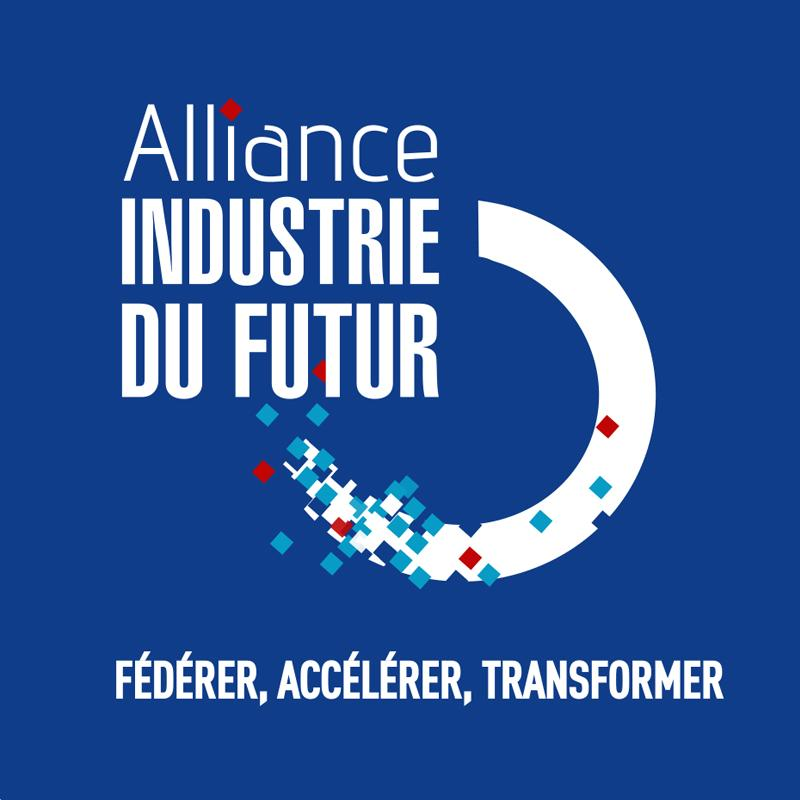 Alliance
INDUSTRIE
DU FUTUR
FÉDÉRER, ACCÉLÉRER, TRANSFORMER